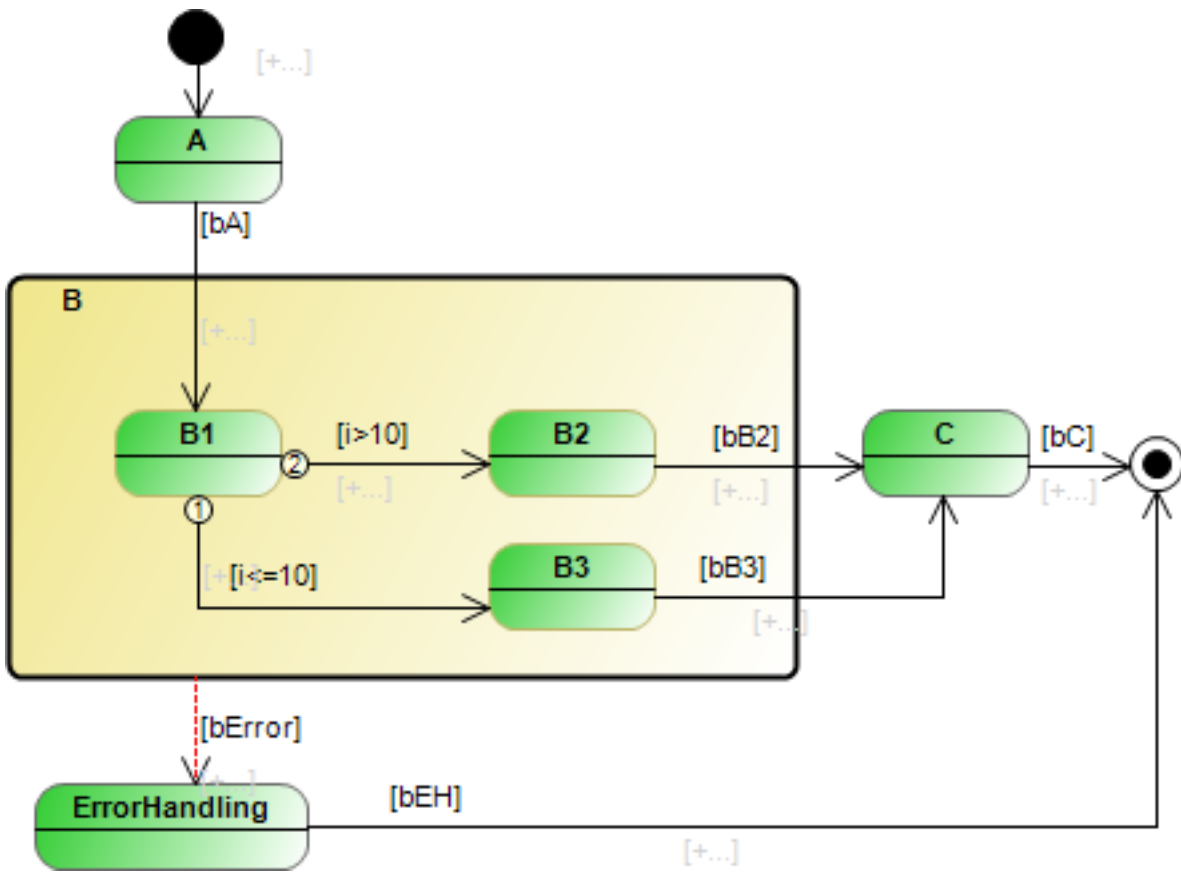 [+...]
A
[bA]
B
[+...]
B1
[i>10]
B2
[bB2]
C
[bC]
2
[+...]
[+...]
[+...]
1
[+...]
[i<=10]
B3
[bB3]
[+...]
[bError]
[+...]
ErrorHandling
[bEH]
[+...]